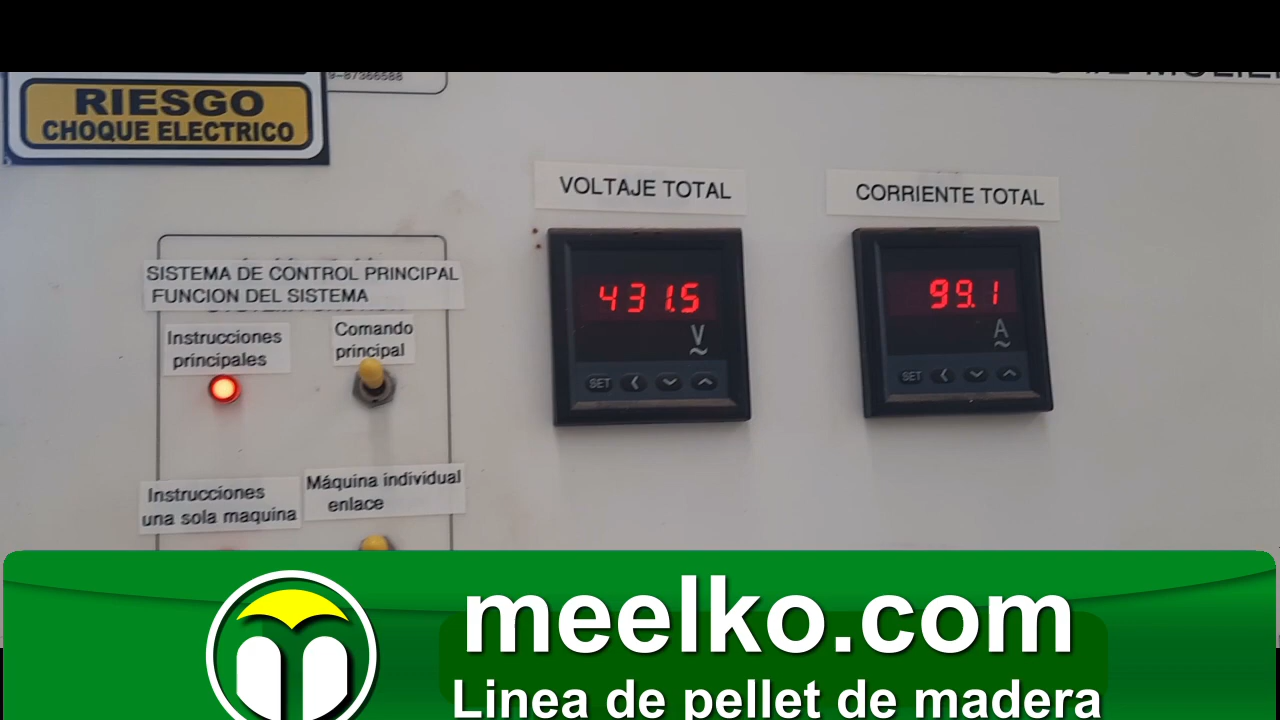 9-87366588
RIESGO
CHOQUE ELECTRICO
VOLTAJE TOTAL
CORRIENTE TOTAL
SISTEMA DE CONTROL PRINCIPAL
FUNCION DEL SISTEMA
431.5
V
99.1
A
Instrucciones
principales
Comando
principal
SET
SET
Instrucciones
una sola maquina
Máquina individual
enlace
meelko.com
Linea de pellet de madera